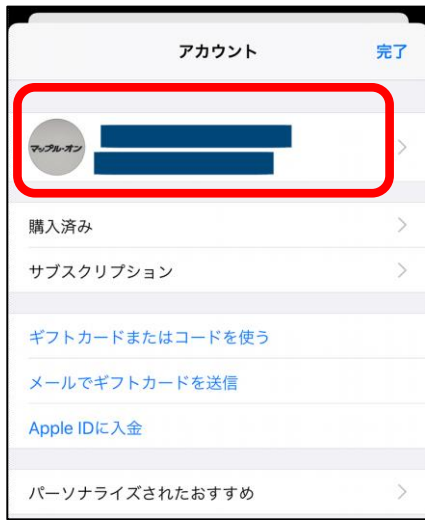 アカウント
完了
マップル・オン
購入済み
サブスクリプション
ギフトカードまたはコードを使う
メールでギフトカードを送信
Apple IDに入金
パーソナライズされたおすすめ